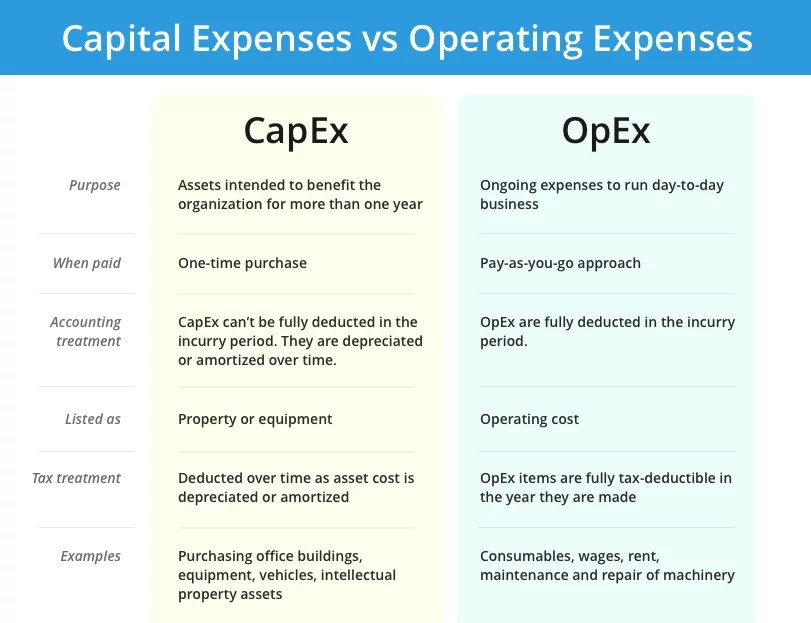 Capital Expenses vs Operating Expenses
CapEx
OpEx
Purpose
Assets intended to benefit the
organization for more than one year
Ongoing expenses to run day-to-day
business
When paid
One-time purchase
Pay-as-you-go approach
Accounting
treatment
CapEx can’t be fully deducted in the
incurry period. They are depreciated
or amortized over time.
OpEx are fully deducted in the incurry
period.
Listed as
Property or equipment
Operating cost
Tax treatment
Deducted over time as asset cost is
depreciated or amortized
OpEx items are fully tax-deductible in
the year they are made
Examples
Purchasing office buildings,
equipment, vehicles, intellectual
property assets
Consumables, wages, rent,
maintenance and repair of machinery